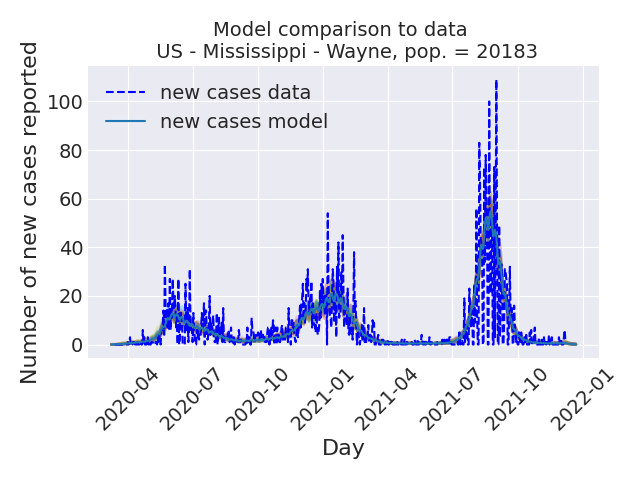 Model comparison to data
US - Mississippi - Wayne, pop. = 20183
Number of new cases reported
100
80
60
40
20
0
new cases data
new cases model
2020-04
2020-07
2020-10
2021-01
2021-04
2021-07
2021-10
2022-01
Day